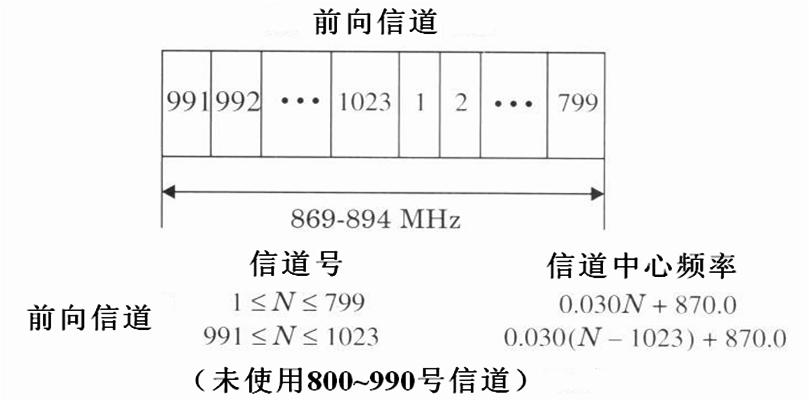 前向信道
991 992 ••• 1023 1 2 ••• 799
869-894 MHz
信道号 信道中心频率
前向信道 1 ≤ N ≤ 799 0.030N + 870.0
991 ≤ N ≤ 1023 0.030(N − 1023) + 870.0
（未使用800~990号信道）